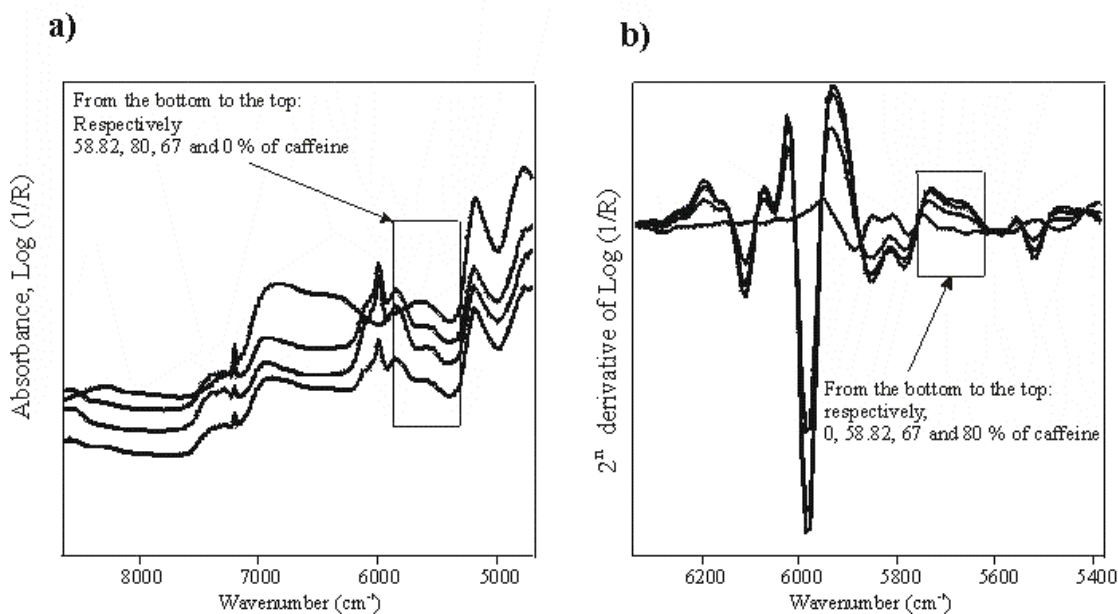 a)
From the bottom to the top:
Respectively
58.82, 80, 67 and 0 % of caffeine
Absorbance, Log (1/R)
8000 7000 6000 5000
Wavenumber (cm⁻¹)
b)
2ⁿ derivative of Log (1/R)
From the bottom to the top:
respectively,
0, 58.82, 67 and 80 % of caffeine
6200 6000 5800 5600 5400
Wavenumber (cm⁻¹)